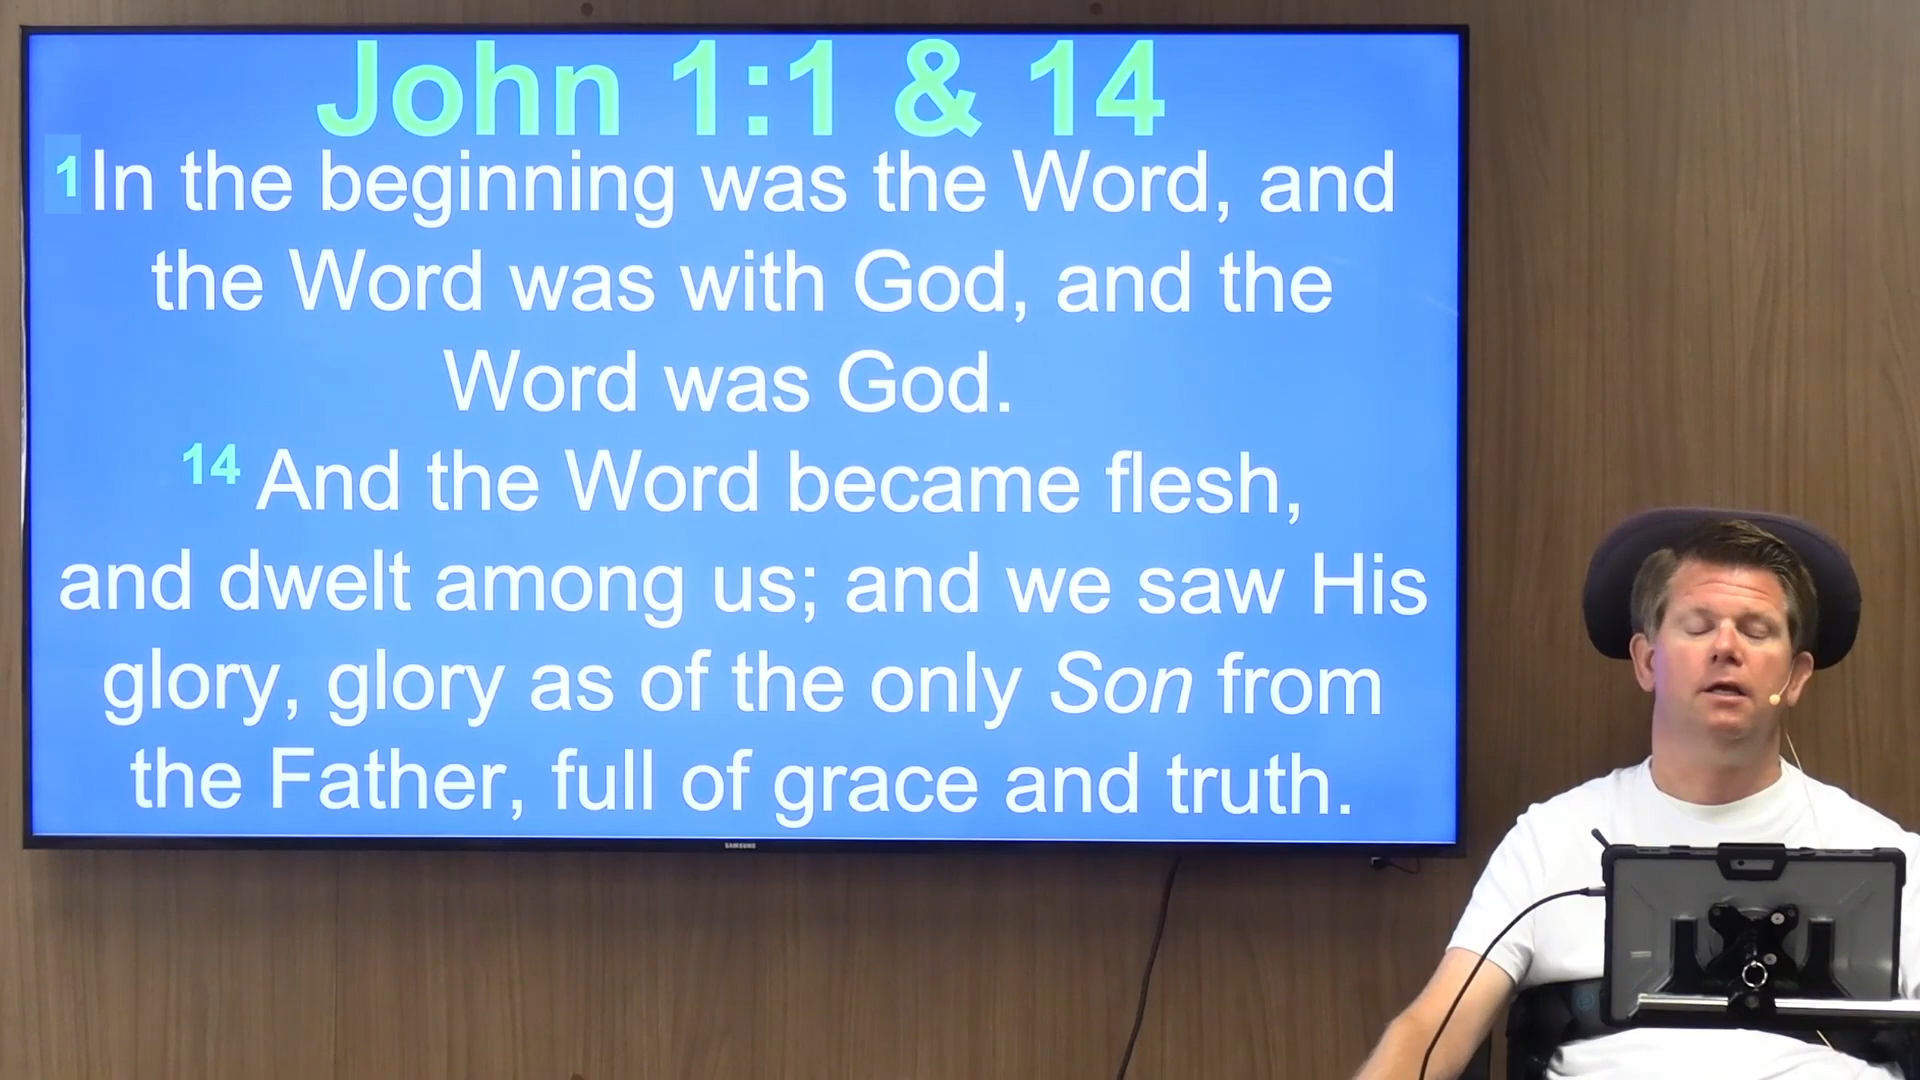 John 1:1 & 14
1 In the beginning was the Word, and
the Word was with God, and the
Word was God.
14 And the Word became flesh,
and dwelt among us; and we saw His
glory, glory as of the only Son from
the Father, full of grace and truth.
SAMSUNG